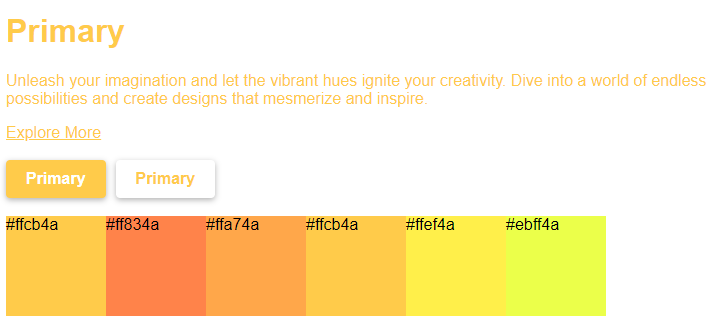 Primary
Unleash your imagination and let the vibrant hues ignite your creativity. Dive into a world of endless
possibilities and create designs that mesmerize and inspire.
Explore More
Primary Primary
#ffcb4a #ff834a #ffa74a #ffcb4a #ffef4a #ebff4a